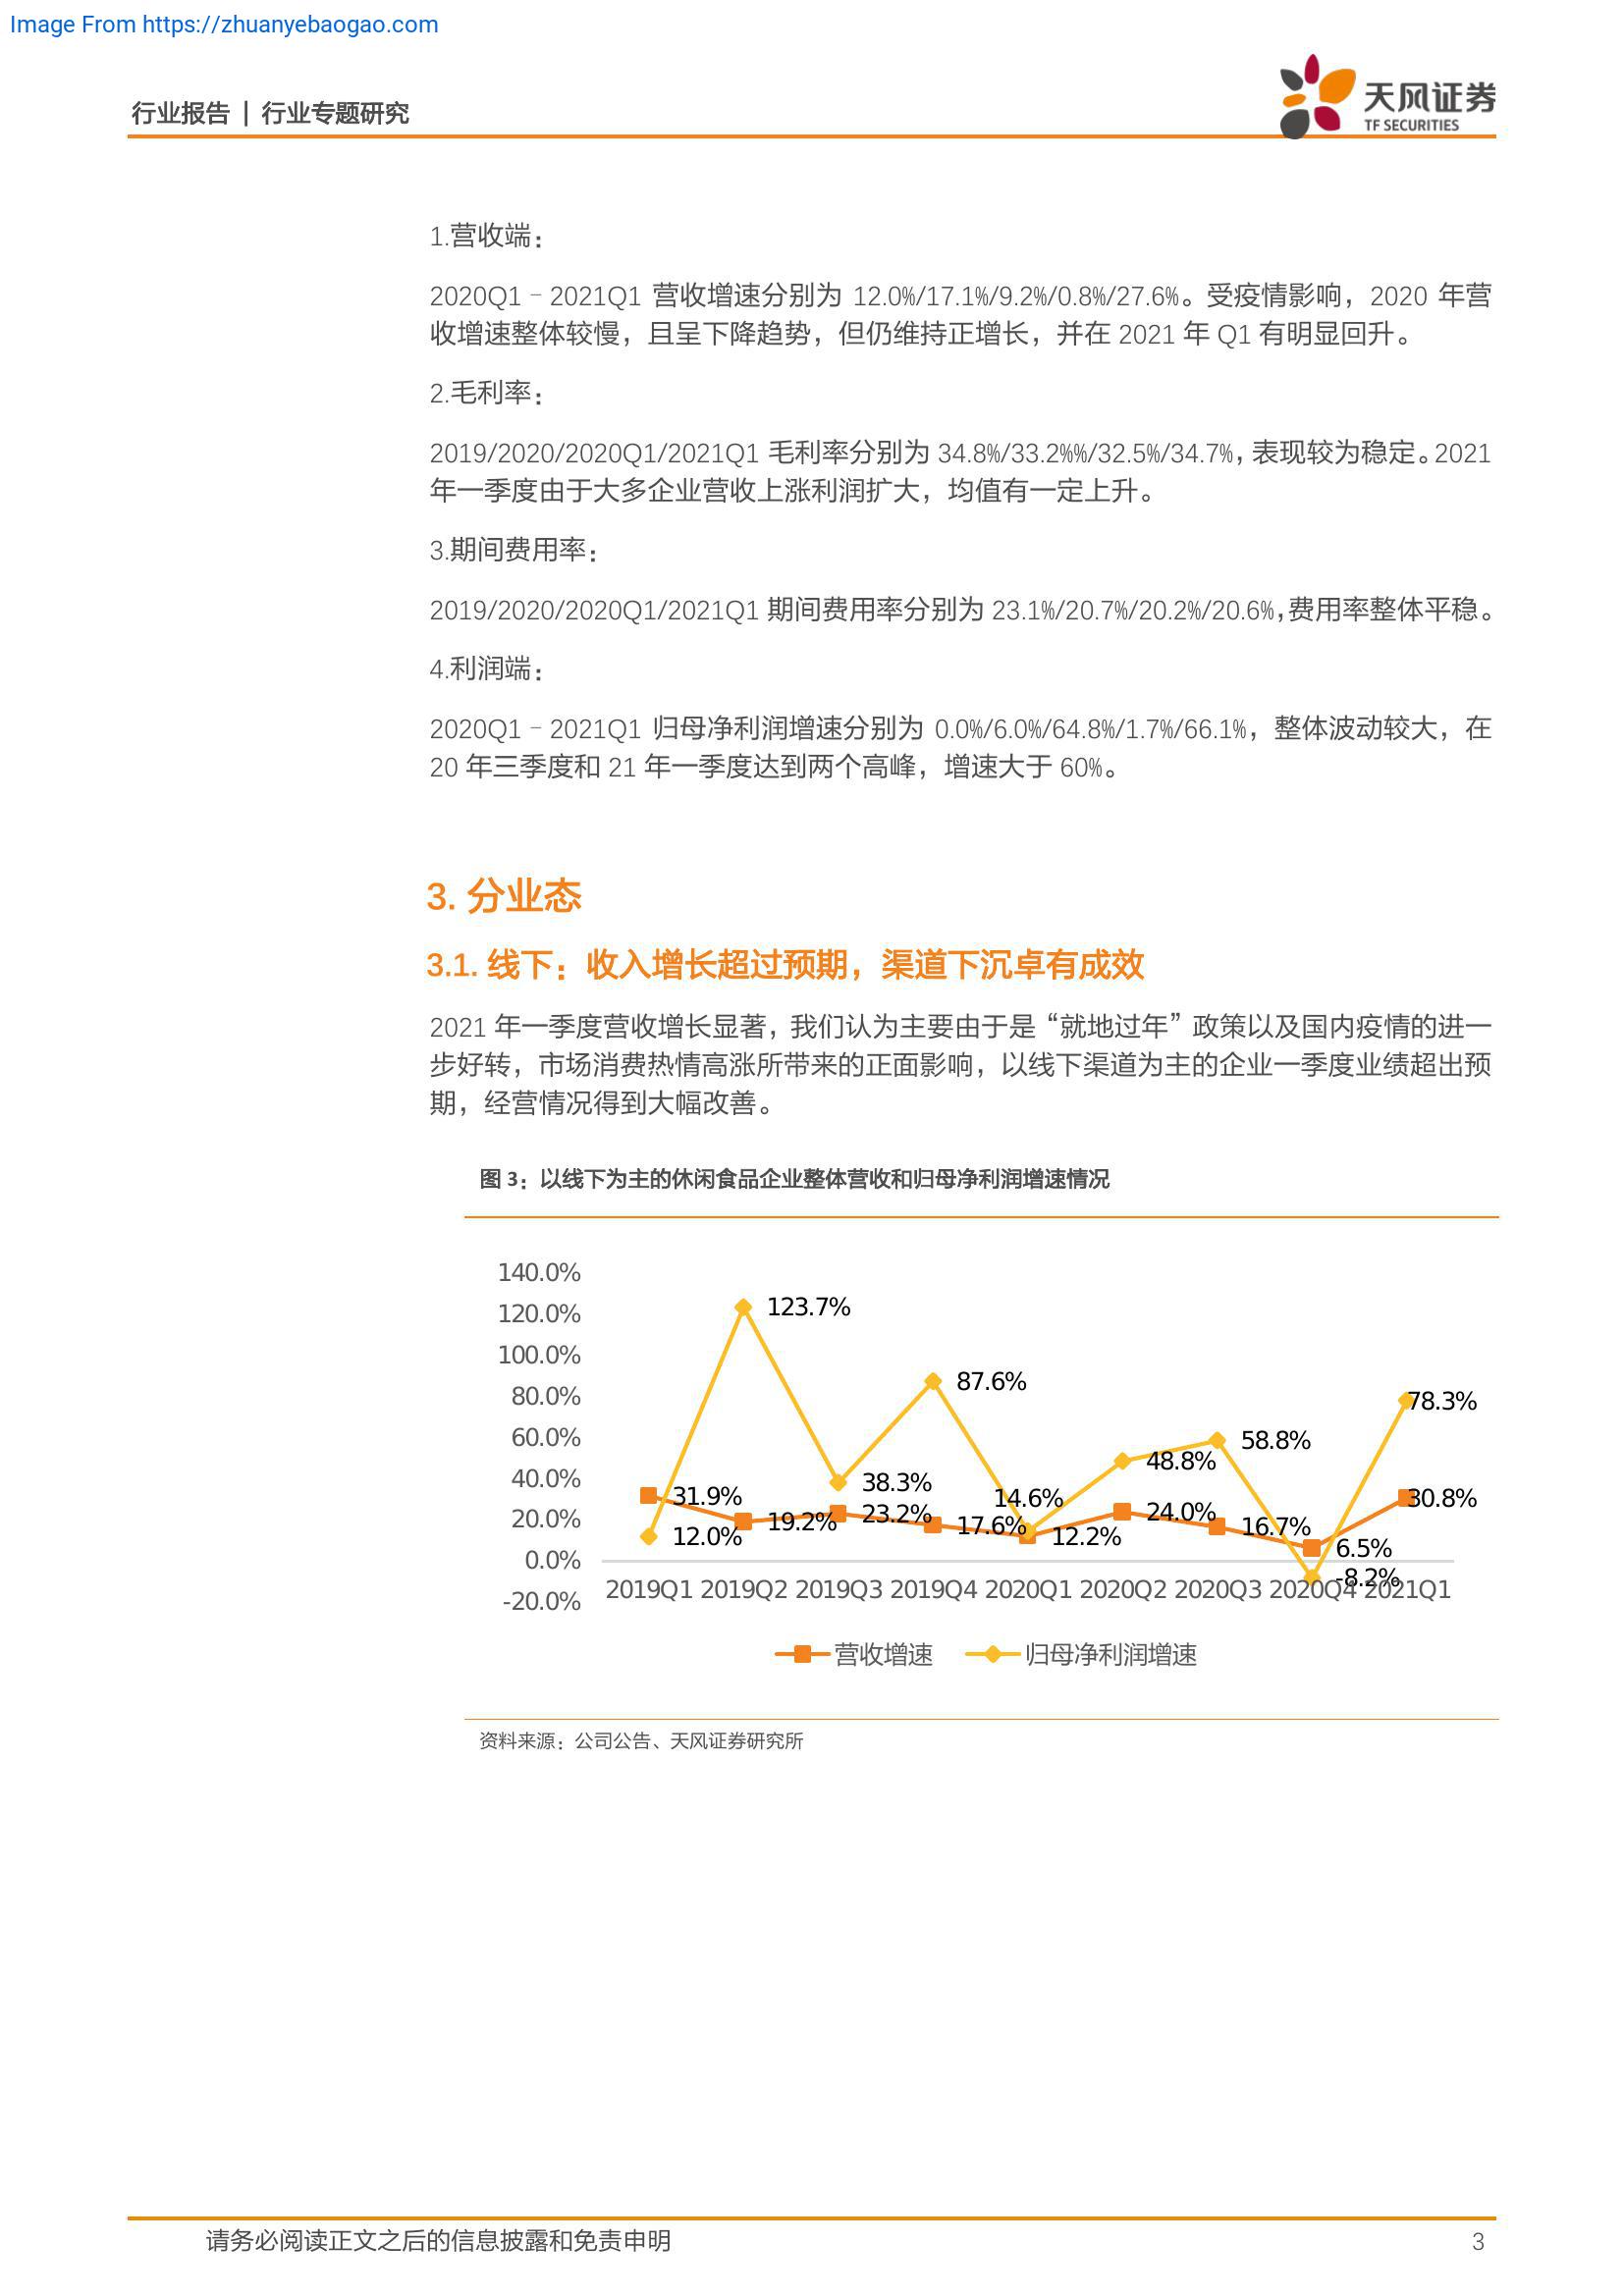 Image From https://zhuanyebaogao.com
行业报告 | 行业专题研究
天风证券
TF SECURITIES
1.营收端：
2020Q1–2021Q1 营收增速分别为 12.0%/17.1%/9.2%/0.8%/27.6%。受疫情影响，2020 年营
收增速整体较慢，且呈下降趋势，但仍维持正增长，并在 2021 年 Q1 有明显回升。
2.毛利率：
2019/2020/2020Q1/2021Q1 毛利率分别为 34.8%/33.2%%/32.5%/34.7%，表现较为稳定。2021
年一季度由于大多企业营收上涨利润扩大，均值有一定上升。
3.期间费用率：
2019/2020/2020Q1/2021Q1 期间费用率分别为 23.1%/20.7%/20.2%/20.6%，费用率整体平稳。
4.利润端：
2020Q1–2021Q1 归母净利润增速分别为 0.0%/6.0%/64.8%/1.7%/66.1%，整体波动较大，在
20 年三季度和 21 年一季度达到两个高峰，增速大于 60%。
3. 分业态
3.1. 线下：收入增长超过预期，渠道下沉卓有成效
2021 年一季度营收增长显著，我们认为主要由于是“就地过年”政策以及国内疫情的进一
步好转，市场消费热情高涨所带来的正面影响，以线下渠道为主的企业一季度业绩超出预
期，经营情况得到大幅改善。
图 3：以线下为主的休闲食品企业整体营收和归母净利润增速情况
140.0%
120.0%
100.0%
80.0%
60.0%
40.0%
20.0%
0.0%
-20.0%
123.7%
87.6%
78.3%
58.8%
48.8%
38.3%
31.9%
14.6%
30.8%
19.2%
23.2%
17.6%
24.0%
16.7%
12.0%
12.2%
6.5%
-8.2%
2019Q1 2019Q2 2019Q3 2019Q4 2020Q1 2020Q2 2020Q3 2020Q4 2021Q1
营收增速 归母净利润增速
资料来源：公司公告、天风证券研究所
请务必阅读正文之后的信息披露和免责申明 3